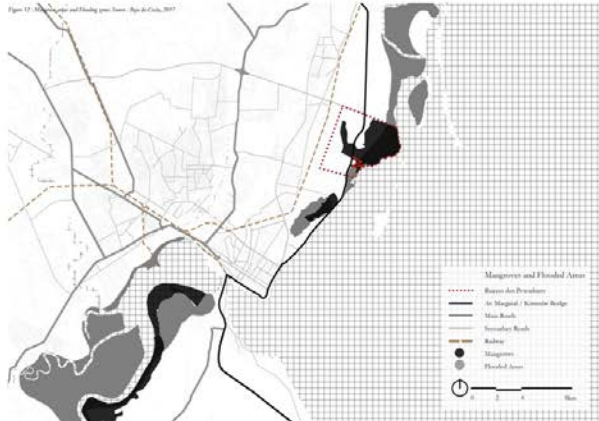 Mangroves and Flooded Areas
Bairro dos Pescadores
Av. Marginal / Katembe Bridge
Main Roads
Secondary Roads
Railway
Mangroves
Flooded Areas
0 2 4 8km